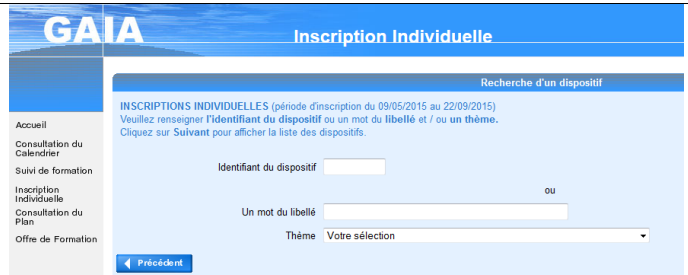 GAIA
Inscription Individuelle
Recherche d'un dispositif
INSCRIPTIONS INDIVIDUELLES (période d'inscription du 09/05/2015 au 22/09/2015)
Veuillez renseigner l'identifiant du dispositif ou un mot du libellé et / ou un thème.
Cliquez sur Suivant pour afficher la liste des dispositifs.
Accueil
Consultation du
Calendrier
Suivi de formation
Inscription
Individuelle
Consultation du
Plan
Offre de Formation
Identifiant du dispositif
ou
Un mot du libellé
Thème Votre sélection
Précédent